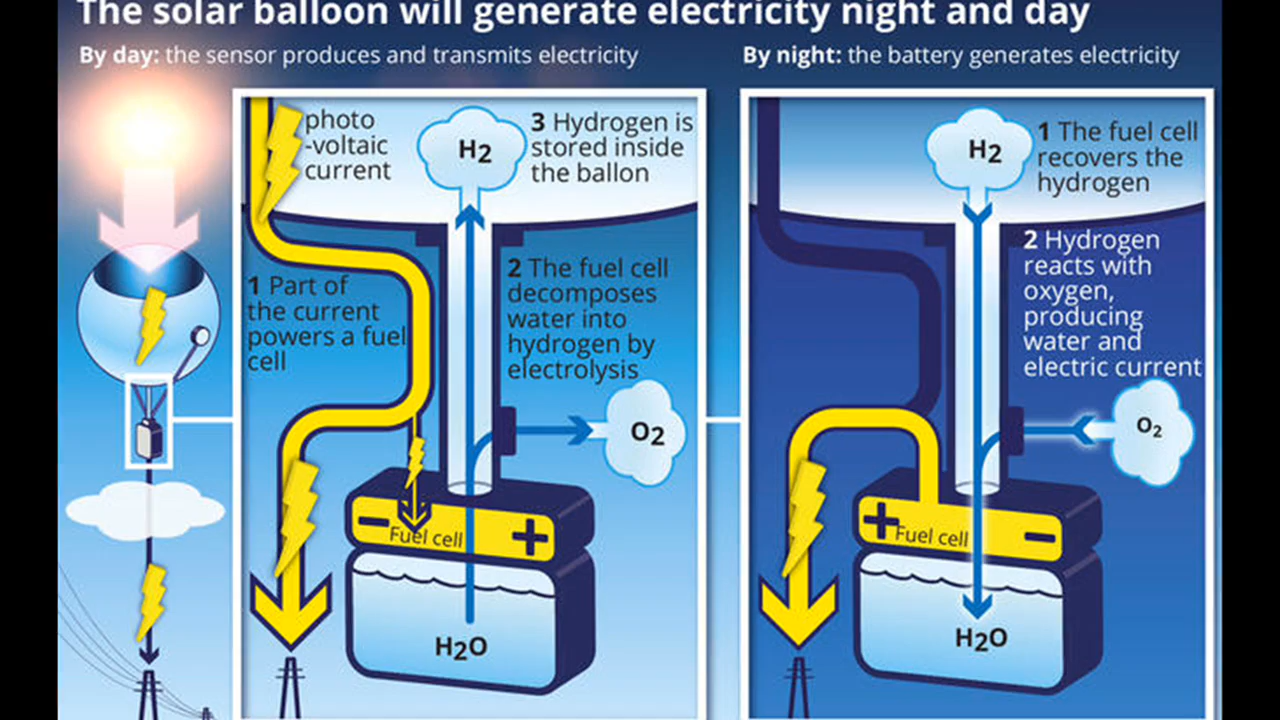 The solar balloon will generate electricity night and day
By day: the sensor produces and transmits electricity
By night: the battery generates electricity
photo
-voltaic
current
H2
3 Hydrogen is
stored inside
the ballon
1 Part of
the current
powers a fuel
cell
2 The fuel cell
decomposes
water into
hydrogen by
electrolysis
O2
- Fuel cell +
H2O
H2
1 The fuel cell
recovers the
hydrogen
2 Hydrogen
reacts with
oxygen,
producing
water and
electric current
O2
+ Fuel cell -
H2O